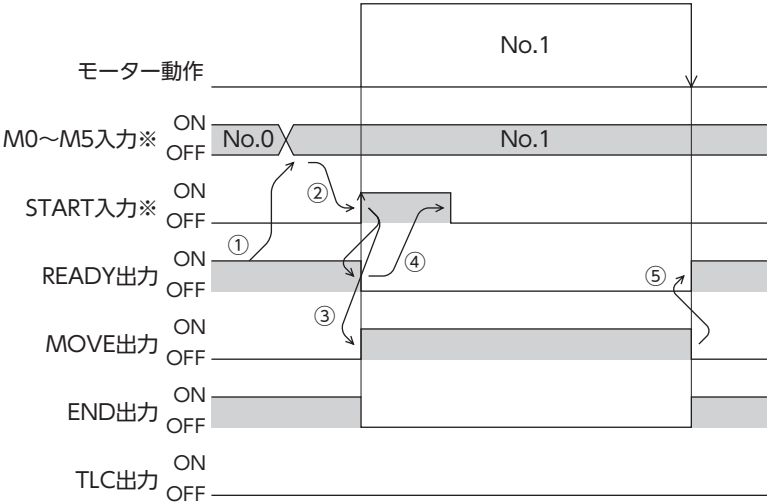 No.1
モーター動作
M0～M5入力※ ON OFF No.0 No.1
START入力※ ON OFF ②
① ④
READY出力 ON OFF ⑤
③
MOVE出力 ON OFF
END出力 ON OFF
TLC出力 ON OFF